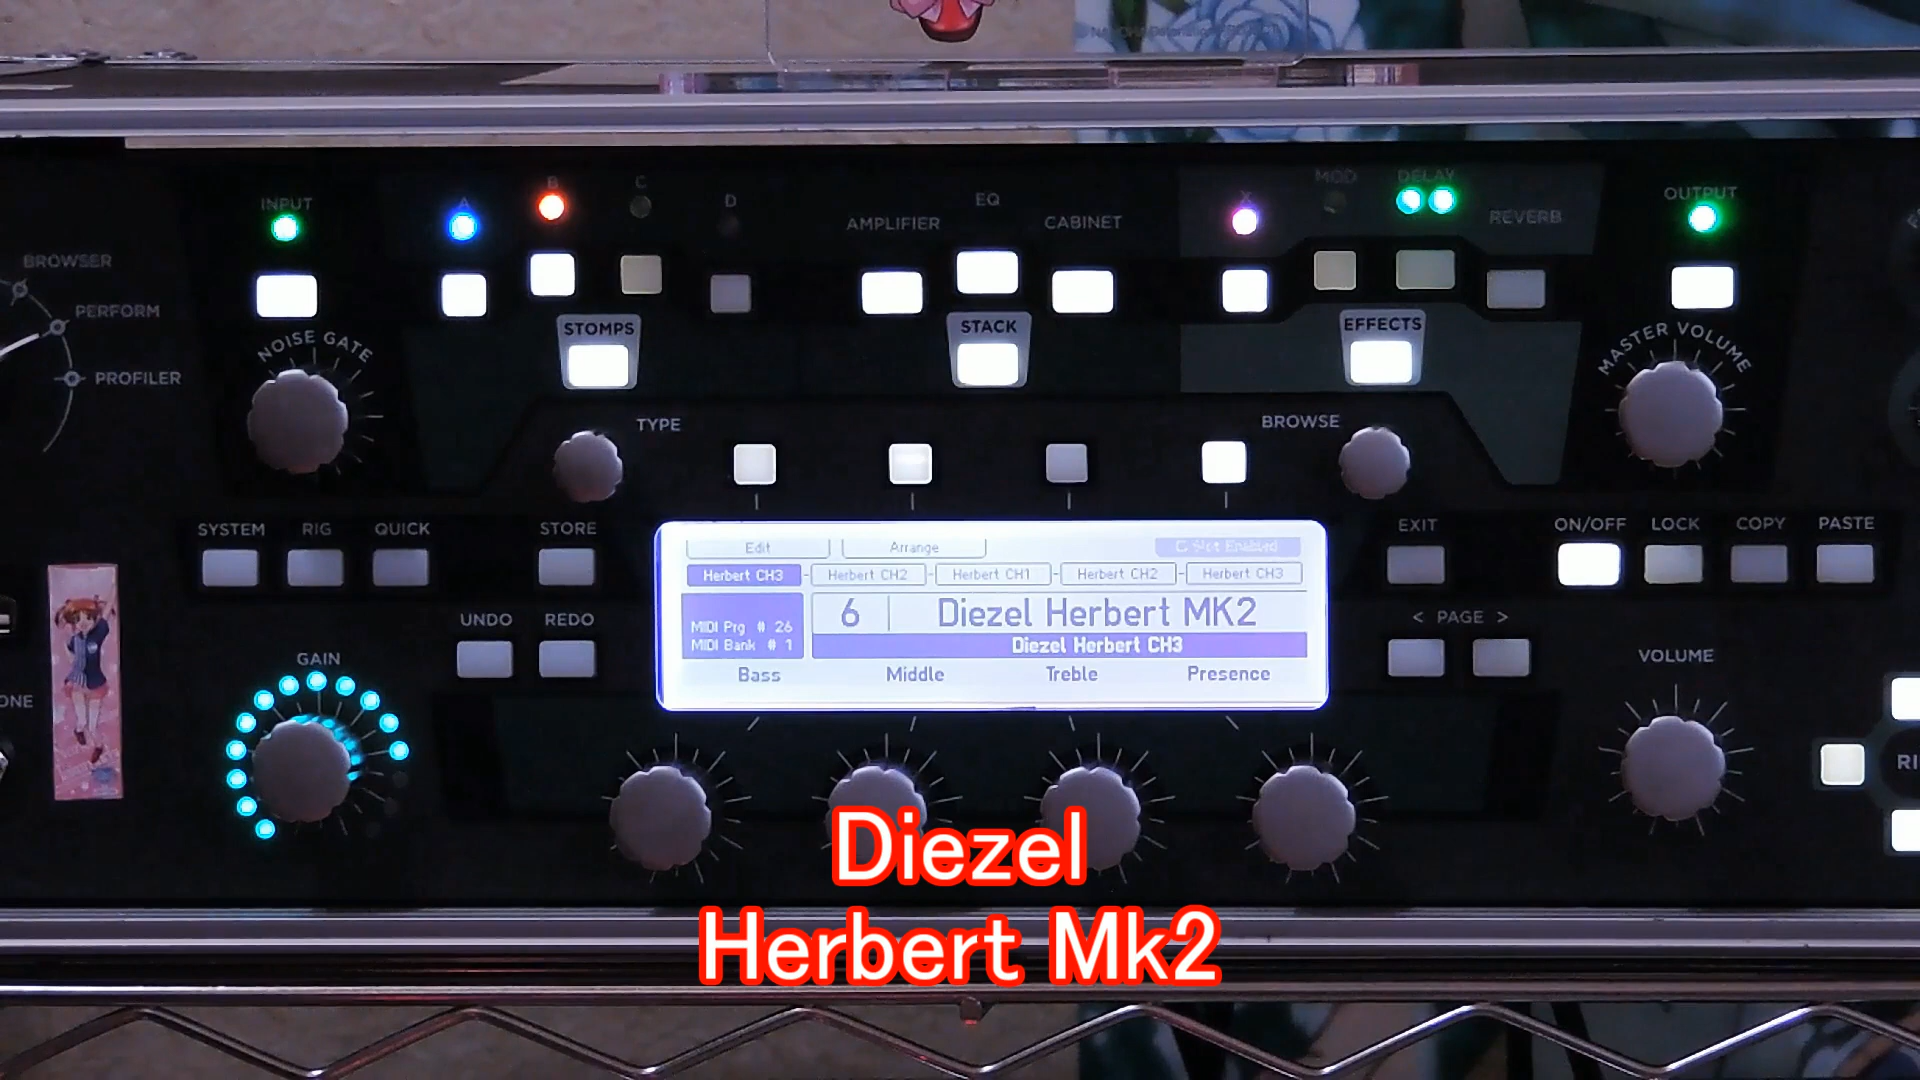 INPUT
A
B
C
D
AMPLIFIER
EQ
CABINET
X
MOD
DELAY
REVERB
OUTPUT
BROWSER
PERFORM
PROFILER
NOISE GATE
STOMPS
STACK
EFFECTS
MASTER VOLUME
TYPE
BROWSE
SYSTEM
RIG
QUICK
STORE
EXIT
ON/OFF
LOCK
COPY
PASTE
Edit
Arrange
Herbert CH3
Herbert CH2
Herbert CH1
Herbert CH2
Herbert CH3
6
Diezel Herbert MK2
MIDI Prg # 26
MIDI Bank # 1
Diezel Herbert CH3
Bass
Middle
Treble
Presence
UNDO
REDO
< PAGE >
GAIN
VOLUME
Diezel
Herbert Mk2